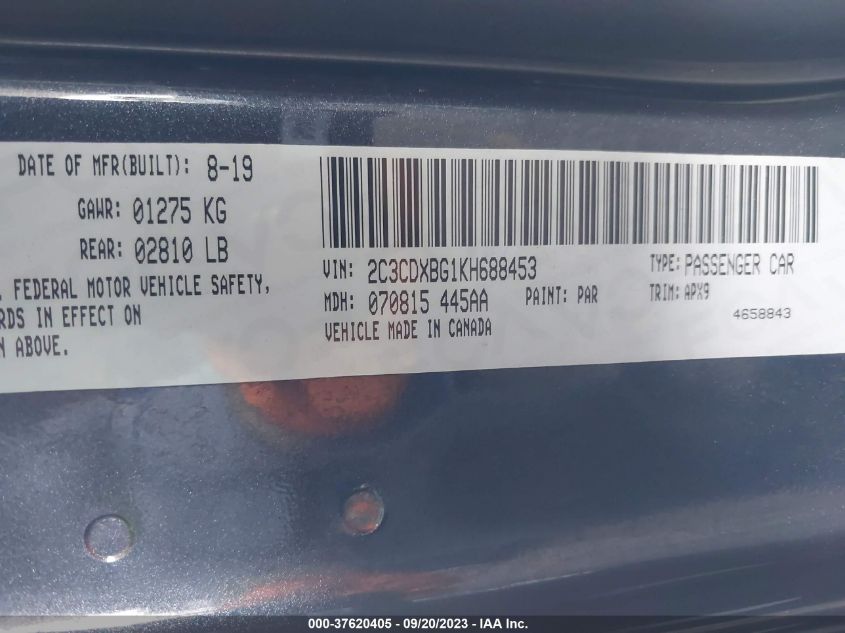 DATE OF MFR(BUILT): 8-19
GAWR: 01275 KG
REAR: 02810 LB
FEDERAL MOTOR VEHICLE SAFETY,
RDS IN EFFECT ON
N ABOVE.
VIN: 2C3CDXBG1KH688453 TYPE: PASSENGER CAR
MDH: 070815 445AA PAINT: PAR TRIM: APX9
VEHICLE MADE IN CANADA 4658843
000-37620405 - 09/20/2023 - IAA Inc.